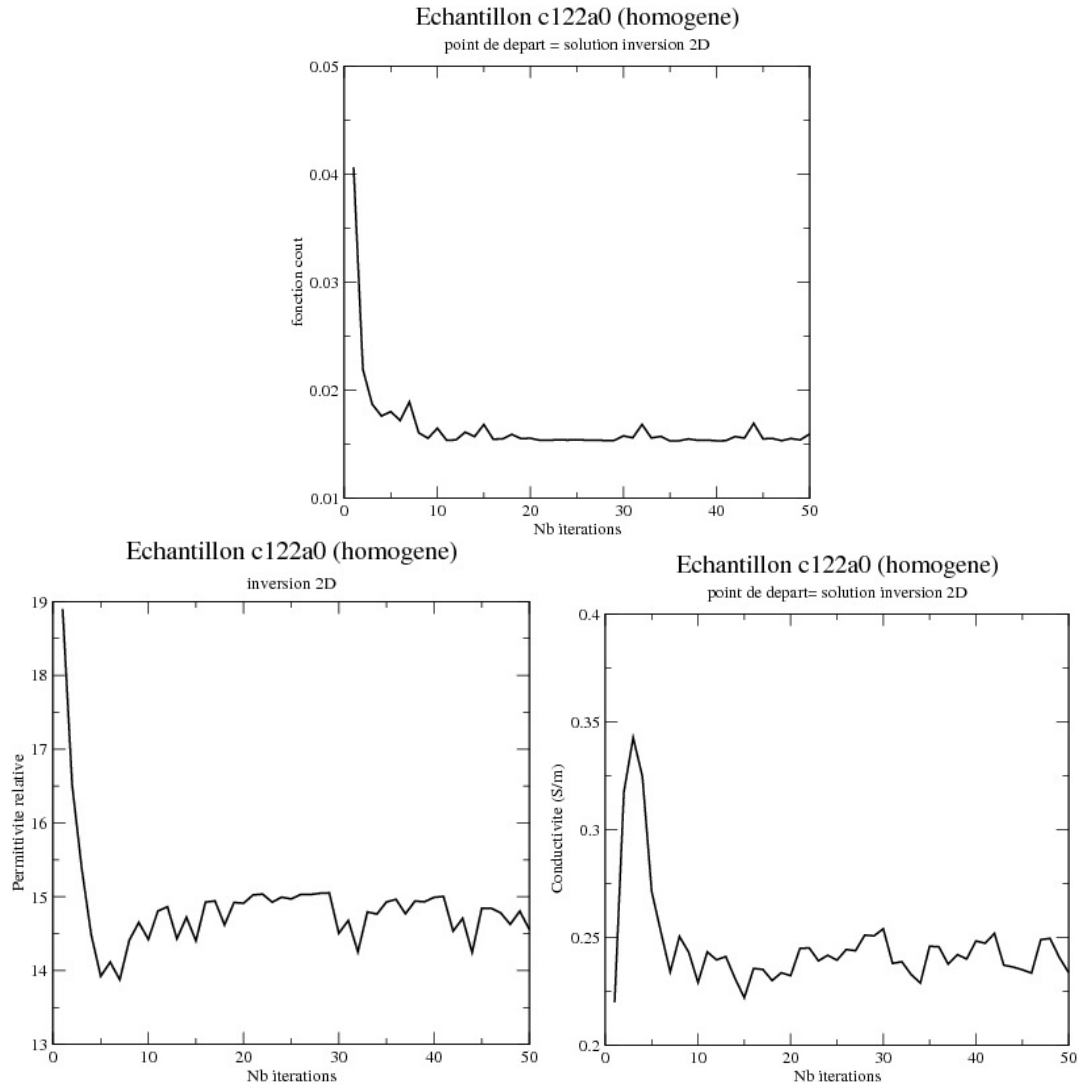 Echantillon c122a0 (homogene)
point de depart = solution inversion 2D
0.05
0.04
0.03
0.02
0.01
fonction cout
0 10 20 30 40 50
Nb iterations
Echantillon c122a0 (homogene)
inversion 2D
19
18
17
16
15
14
13
Permittivite relative
0 10 20 30 40 50
Nb iterations
Echantillon c122a0 (homogene)
point de depart= solution inversion 2D
0.4
0.35
0.3
0.25
0.2
Conductivite (S/m)
0 10 20 30 40 50
Nb iterations